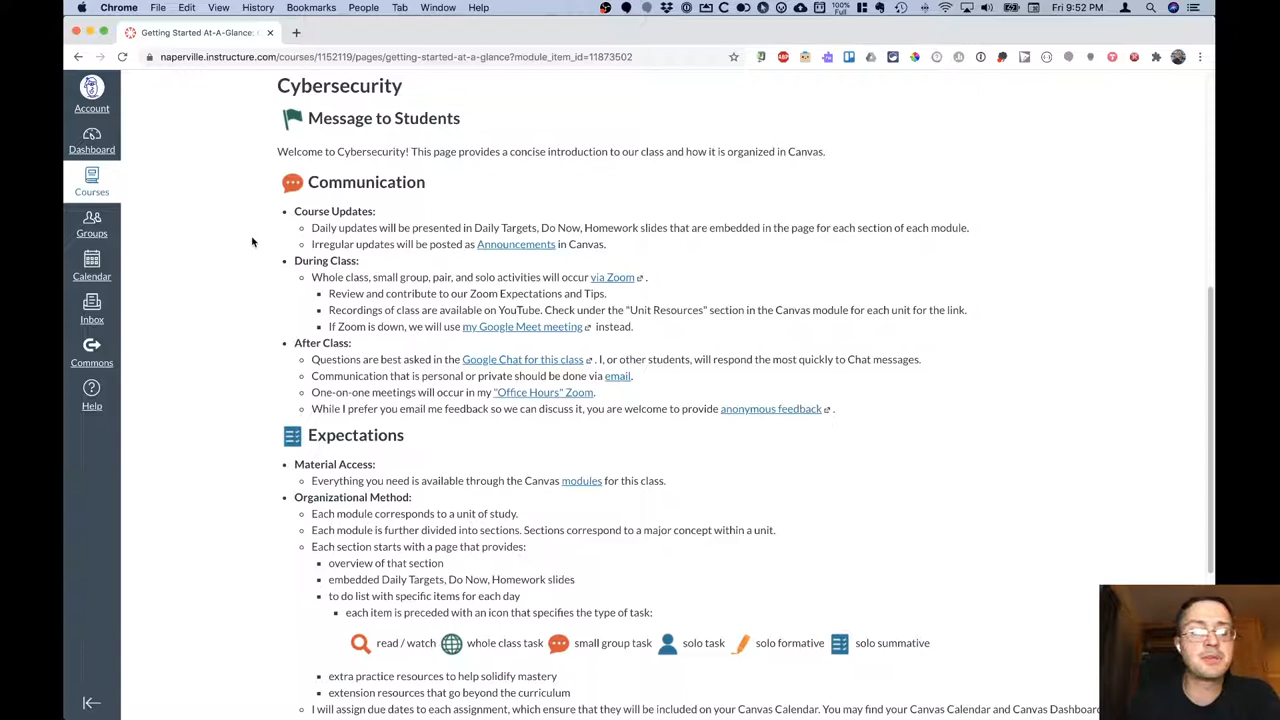 Chrome File Edit View History Bookmarks People Tab Window Help 100% Full Fri 9:52 PM
Getting Started At-A-Glance:
naperville.instructure.com/courses/1152119/pages/getting-started-at-a-glance?module_item_id=11873502
Account
Dashboard
Courses
Groups
Calendar
Inbox
Commons
Help
Cybersecurity
Message to Students
Welcome to Cybersecurity! This page provides a concise introduction to our class and how it is organized in Canvas.
Communication
Course Updates:
Daily updates will be presented in Daily Targets, Do Now, Homework slides that are embedded in the page for each section of each module.
Irregular updates will be posted as Announcements in Canvas.
During Class:
Whole class, small group, pair, and solo activities will occur via Zoom .
Review and contribute to our Zoom Expectations and Tips.
Recordings of class are available on YouTube. Check under the "Unit Resources" section in the Canvas module for each unit for the link.
If Zoom is down, we will use my Google Meet meeting instead.
After Class:
Questions are best asked in the Google Chat for this class . I, or other students, will respond the most quickly to Chat messages.
Communication that is personal or private should be done via email.
One-on-one meetings will occur in my "Office Hours" Zoom.
While I prefer you email me feedback so we can discuss it, you are welcome to provide anonymous feedback .
Expectations
Material Access:
Everything you need is available through the Canvas modules for this class.
Organizational Method:
Each module corresponds to a unit of study.
Each module is further divided into sections. Sections correspond to a major concept within a unit.
Each section starts with a page that provides:
overview of that section
embedded Daily Targets, Do Now, Homework slides
to do list with specific items for each day
each item is preceded with an icon that specifies the type of task:
read / watch whole class task small group task solo task solo formative solo summative
extra practice resources to help solidify mastery
extension resources that go beyond the curriculum
I will assign due dates to each assignment, which ensure that they will be included on your Canvas Calendar. You may find your Canvas Calendar and Canvas Dashboard